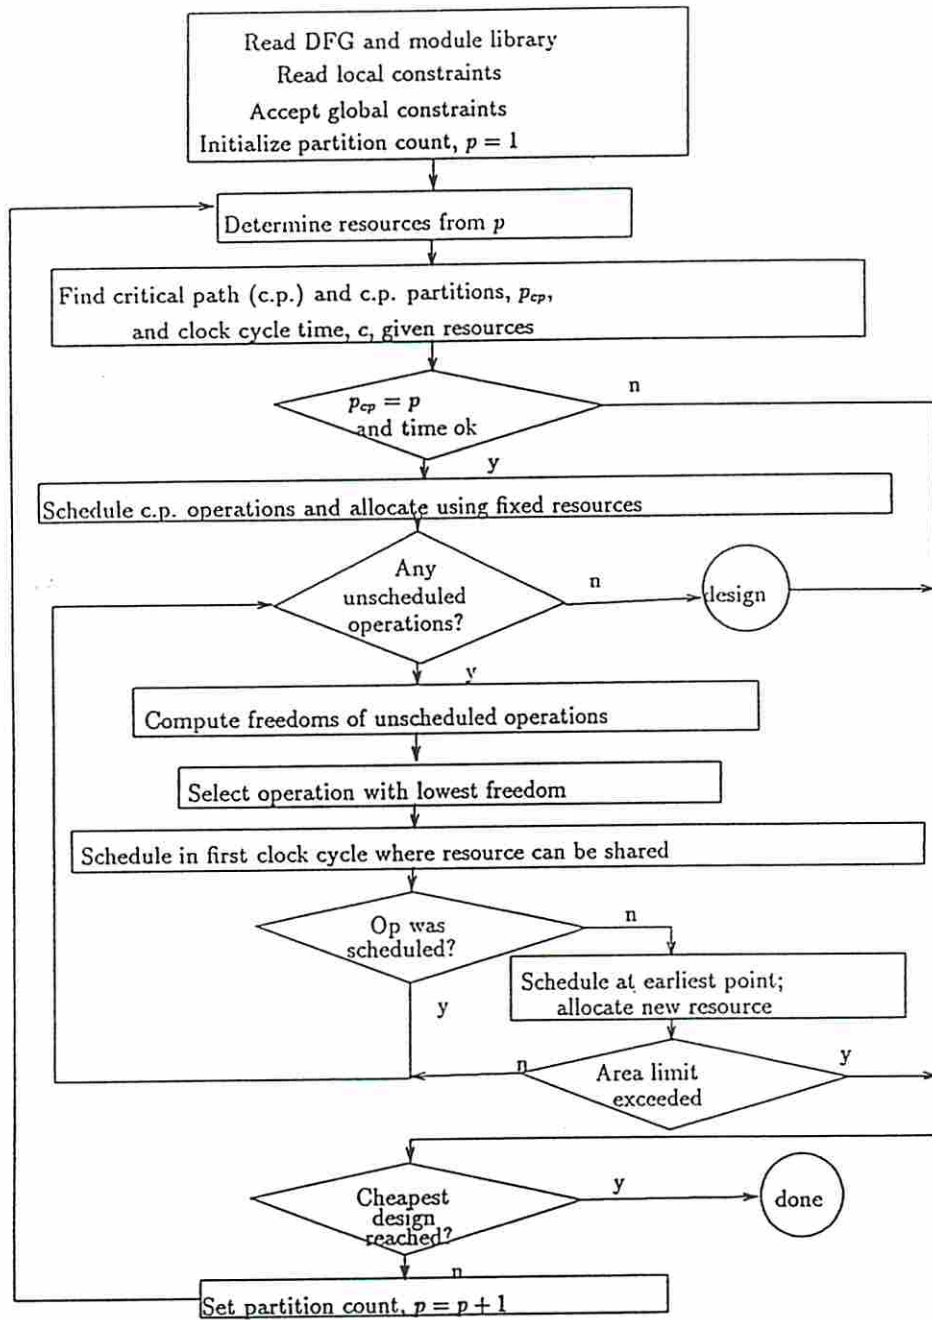 Read DFG and module library
Read local constraints
Accept global constraints
Initialize partition count, p = 1
Determine resources from p
Find critical path (c.p.) and c.p. partitions, p_cp,
and clock cycle time, c, given resources
p_cp = p
and time ok
n
y
Schedule c.p. operations and allocate using fixed resources
Any
unscheduled
operations?
n
design
y
Compute freedoms of unscheduled operations
Select operation with lowest freedom
Schedule in first clock cycle where resource can be shared
Op was
scheduled?
n
y
Schedule at earliest point;
allocate new resource
n
Area limit
exceeded
y
Cheapest
design
reached?
y
done
n
Set partition count, p = p + 1